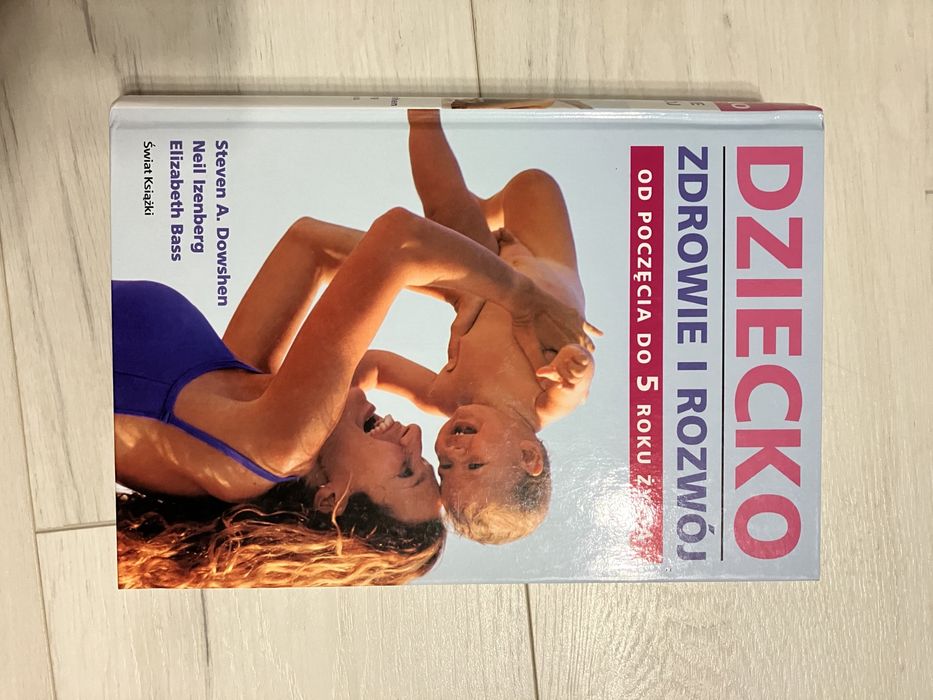 DZIECKO
ZDROWIE I ROZWÓJ
OD POCZĘCIA DO 5 ROKU
Steven A. Dowshen
Neil Izenberg
Elizabeth Bass
Świat Książki